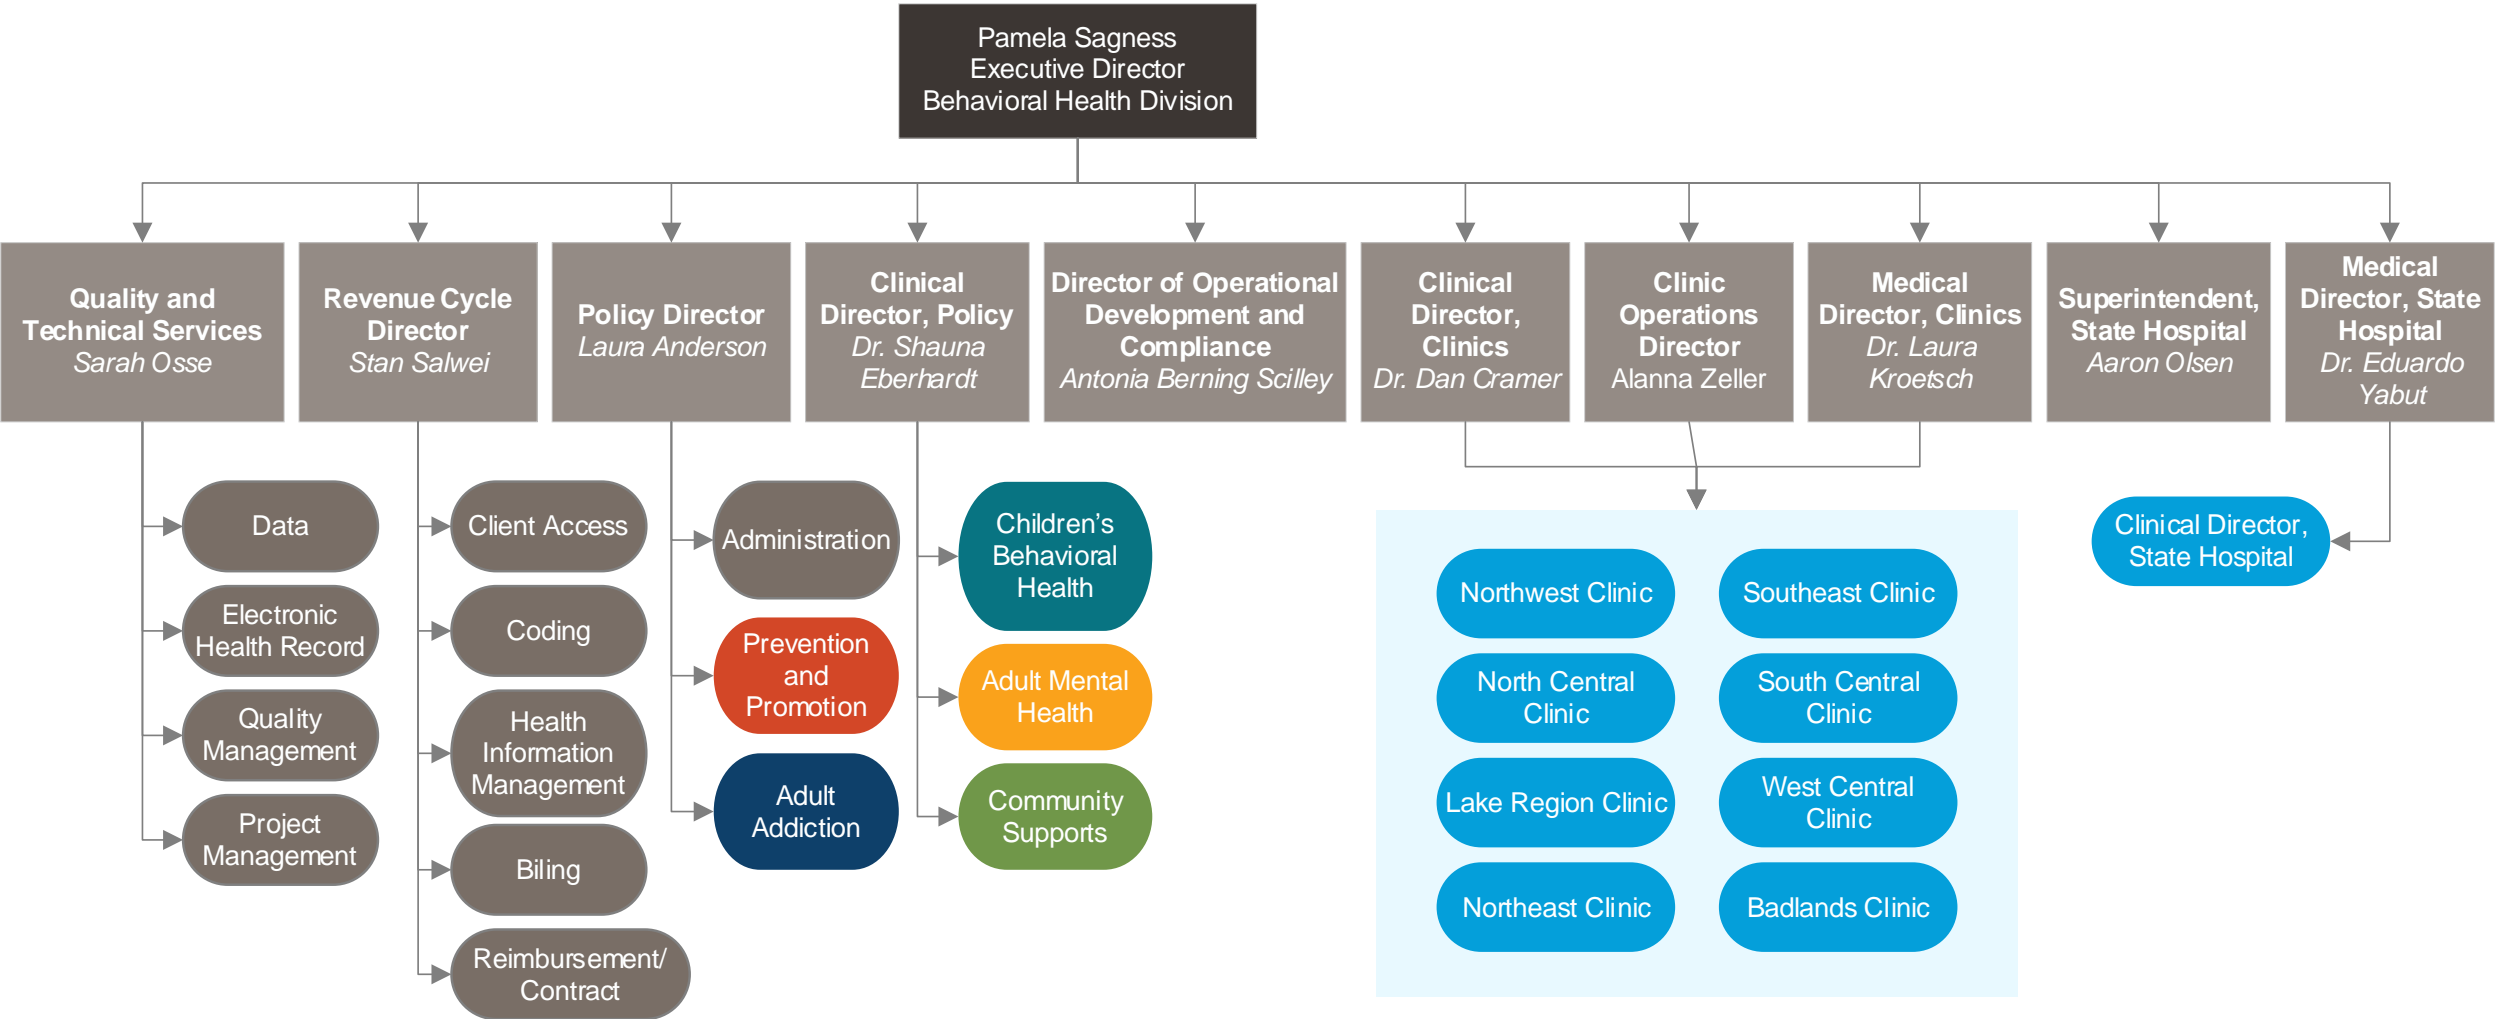 Pamela Sagness
Executive Director
Behavioral Health Division
Quality and
Technical Services
Sarah Osse
Revenue Cycle
Director
Stan Salwei
Policy Director
Laura Anderson
Clinical
Director, Policy
Dr. Shauna
Eberhardt
Director of Operational
Development and
Compliance
Antonia Berning Scilley
Clinical
Director,
Clinics
Dr. Dan Cramer
Clinic
Operations
Director
Alanna Zeller
Medical
Director, Clinics
Dr. Laura
Kroetsch
Superintendent,
State Hospital
Aaron Olsen
Medical
Director, State
Hospital
Dr. Eduardo
Yabut
Data
Electronic
Health Record
Quality
Management
Project
Management
Client Access
Coding
Health
Information
Management
Biling
Reimbursement/
Contract
Administration
Prevention
and
Promotion
Adult
Addiction
Children’s
Behavioral
Health
Adult Mental
Health
Community
Supports
Northwest Clinic
North Central
Clinic
Lake Region Clinic
Northeast Clinic
Southeast Clinic
South Central
Clinic
West Central
Clinic
Badlands Clinic
Clinical Director,
State Hospital